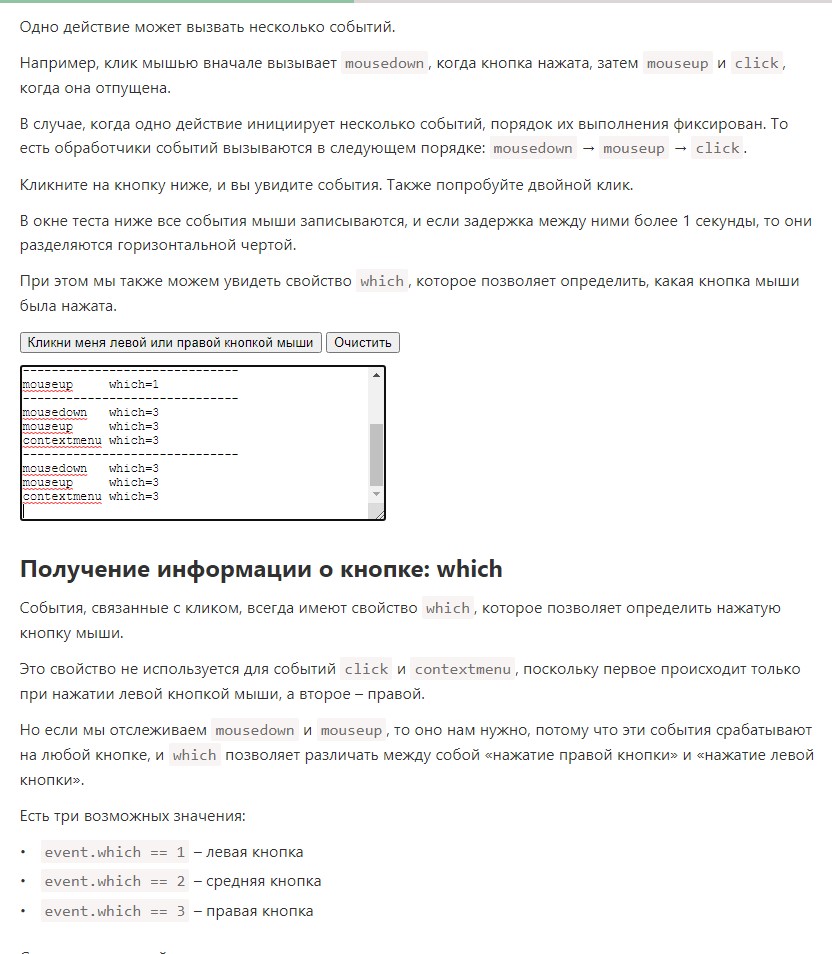 Одно действие может вызвать несколько событий.
Например, клик мышью вначале вызывает mousedown, когда кнопка нажата, затем mouseup и click,
когда она отпущена.
В случае, когда одно действие инициирует несколько событий, порядок их выполнения фиксирован. То
есть обработчики событий вызываются в следующем порядке: mousedown → mouseup → click.
Кликните на кнопку ниже, и вы увидите события. Также попробуйте двойной клик.
В окне теста ниже все события мыши записываются, и если задержка между ними более 1 секунды, то они
разделяются горизонтальной чертой.
При этом мы также можем увидеть свойство which, которое позволяет определить, какая кнопка мыши
была нажата.
Кликни меня левой или правой кнопкой мыши Очистить
------------------------------
mouseup     which=1
------------------------------
mousedown   which=3
mouseup     which=3
contextmenu which=3
------------------------------
mousedown   which=3
mouseup     which=3
contextmenu which=3
Получение информации о кнопке: which
События, связанные с кликом, всегда имеют свойство which, которое позволяет определить нажатую
кнопку мыши.
Это свойство не используется для событий click и contextmenu, поскольку первое происходит только
при нажатии левой кнопкой мыши, а второе – правой.
Но если мы отслеживаем mousedown и mouseup, то оно нам нужно, потому что эти события срабатывают
на любой кнопке, и which позволяет различать между собой «нажатие правой кнопки» и «нажатие левой
кнопки».
Есть три возможных значения:
• event.which == 1 – левая кнопка
• event.which == 2 – средняя кнопка
• event.which == 3 – правая кнопка